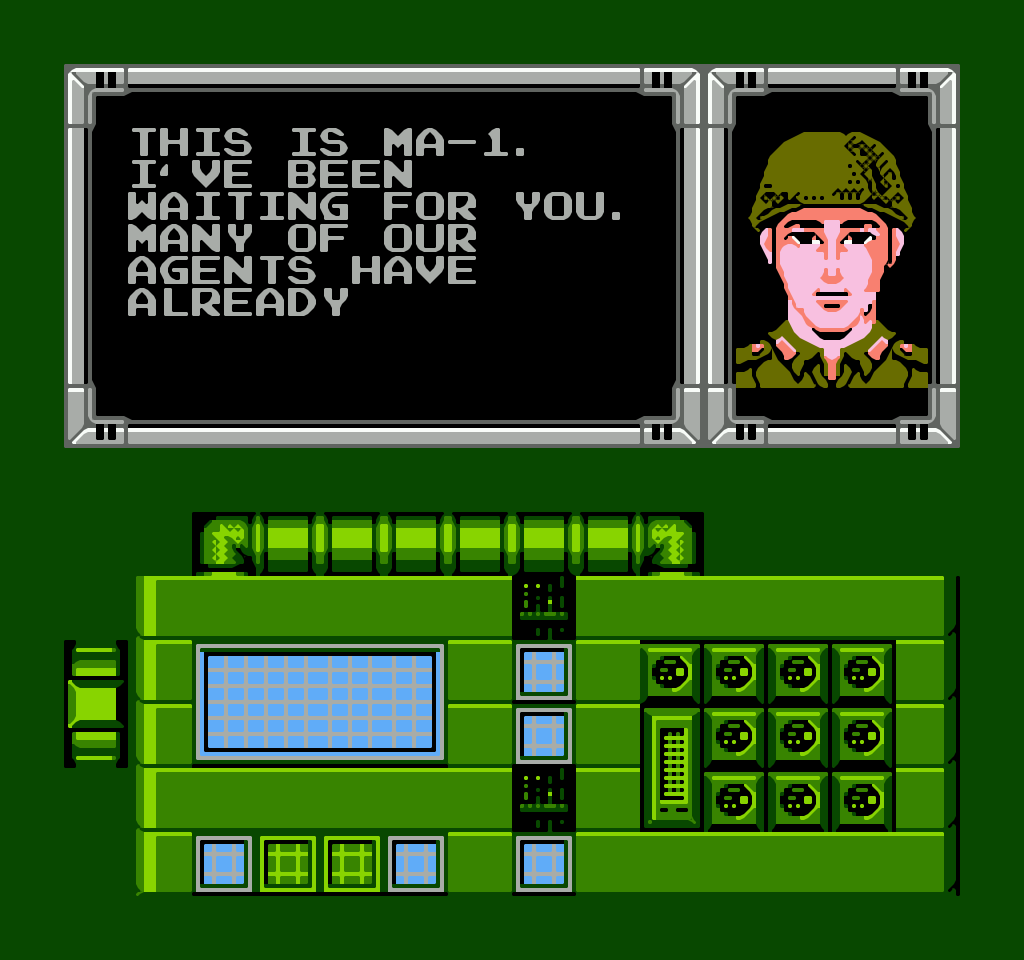 THIS IS MA-1.
I'VE BEEN
WAITING FOR YOU.
MANY OF OUR
AGENTS HAVE
ALREADY